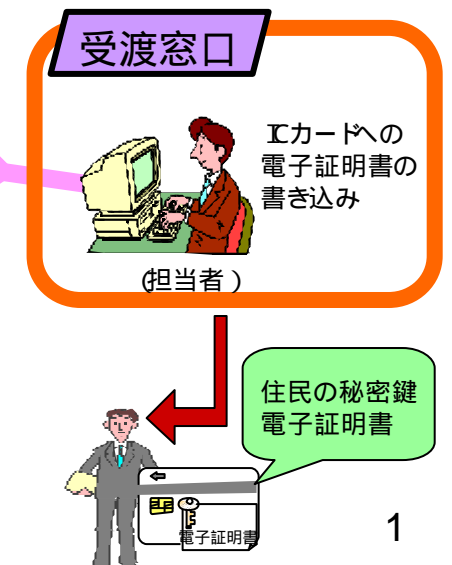 受渡窓口
ICカードへの
電子証明書の
書き込み
(担当者)
住民の秘密鍵
電子証明書
電子証明書
1